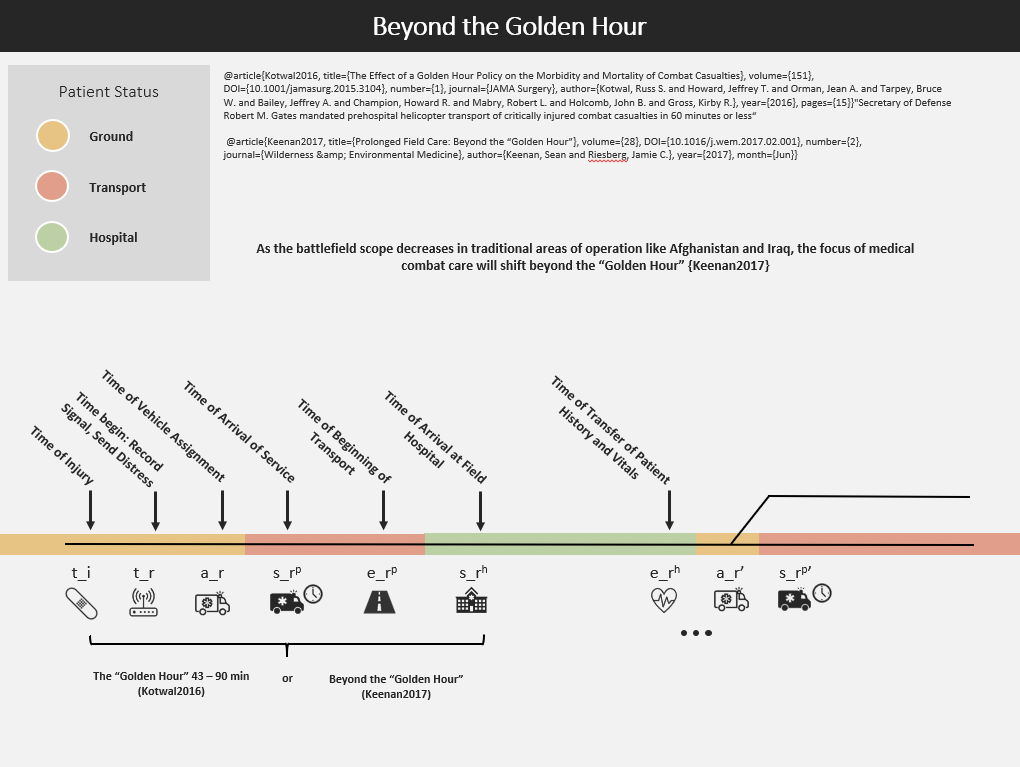 Beyond the Golden Hour
Patient Status
Ground
Transport
Hospital
@article{Kotwal2016, title={The Effect of a Golden Hour Policy on the Morbidity and Mortality of Combat Casualties}, volume={151},
DOI={10.1001/jamasurg.2015.3104}, number={1}, journal={JAMA Surgery}, author={Kotwal, Russ S. and Howard, Jeffrey T. and Orman, Jean A. and Tarpey, Bruce
W. and Bailey, Jeffrey A. and Champion, Howard R. and Mabry, Robert L. and Holcomb, John B. and Gross, Kirby R.}, year={2016}, pages={15}}"Secretary of Defense
Robert M. Gates mandated prehospital helicopter transport of critically injured combat casualties in 60 minutes or less“
@article{Keenan2017, title={Prolonged Field Care: Beyond the “Golden Hour”}, volume={28}, DOI={10.1016/j.wem.2017.02.001}, number={2},
journal={Wilderness &amp; Environmental Medicine}, author={Keenan, Sean and Riesberg, Jamie C.}, year={2017}, month={Jun}}
As the battlefield scope decreases in traditional areas of operation like Afghanistan and Iraq, the focus of medical
combat care will shift beyond the “Golden Hour” {Keenan2017}
Time of Injury
Time begin: Record
Signal, Send Distress
Time of Vehicle Assignment
Time of Arrival of Service
Time of Beginning of
Transport
Time of Arrival at Field
Hospital
Time of Transfer of Patient
History and Vitals
t_i
t_r
a_r
s_rᵖ
e_rᵖ
s_rʰ
e_rʰ
a_r’
s_rᵖ’
The “Golden Hour” 43 – 90 min
(Kotwal2016)
or
Beyond the “Golden Hour”
(Keenan2017)